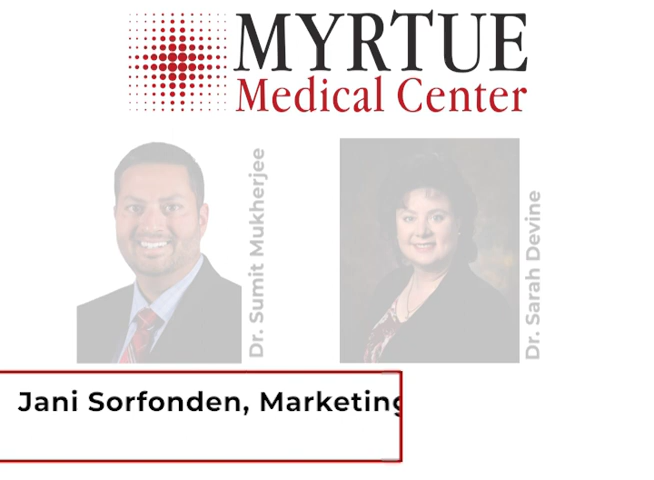 MYRTUE
Medical Center
Dr. Sumit Mukherjee
Dr. Sarah Devine
Jani Sorfonden, Marketing